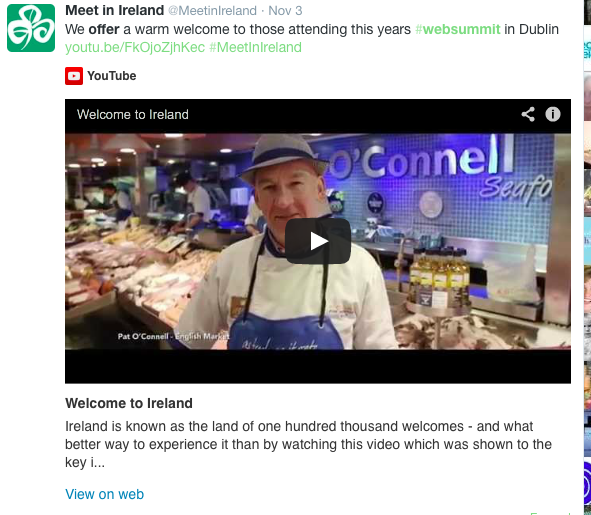 Meet in Ireland @MeetinIreland · Nov 3
We offer a warm welcome to those attending this years #websummit in Dublin
youtu.be/FkOjoZjhKec #MeetInIreland
YouTube
Welcome to Ireland
O'Connell
Seafo
Pat O'Connell - English Market
Welcome to Ireland
Ireland is known as the land of one hundred thousand welcomes - and what
better way to experience it than by watching this video which was shown to the
key i...
View on web